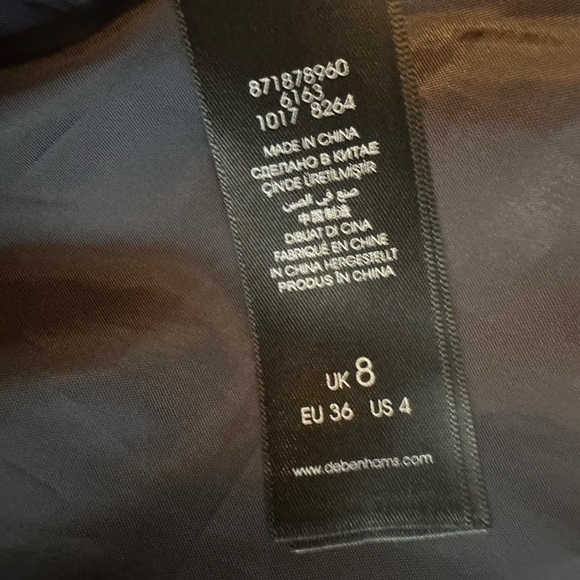 871878960
6163
1017 8264
MADE IN CHINA
СДЕЛАНО В КИТАЕ
ÇİN'DE ÜRETİLMİŞTİR
صنع في الصين
中国制造
DIBUAT DI CINA
FABRIQUÉ EN CHINE
IN CHINA HERGESTELLT
PRODUS ÎN CHINA
UK 8
EU 36 US 4
www.debenhams.com